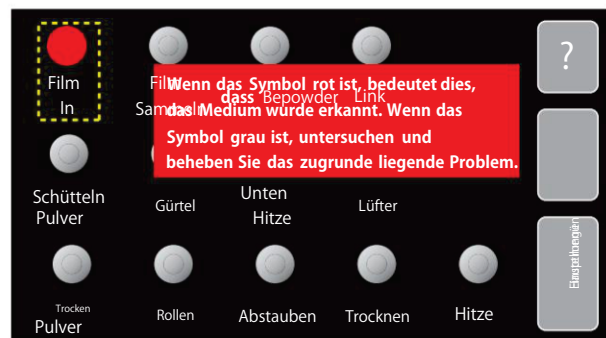 ?
Film
In
Film
Sammeln
Bepowder
Link
Wenn das Symbol rot ist, bedeutet dies,
dass
das Medium wurde erkannt. Wenn das
Symbol grau ist, untersuchen und
beheben Sie das zugrunde liegende Problem.
Schütteln
Pulver
Gürtel
Unten
Hitze
Lüfter
Trocken
Pulver
Rollen
Abstauben
Trocknen
Hitze